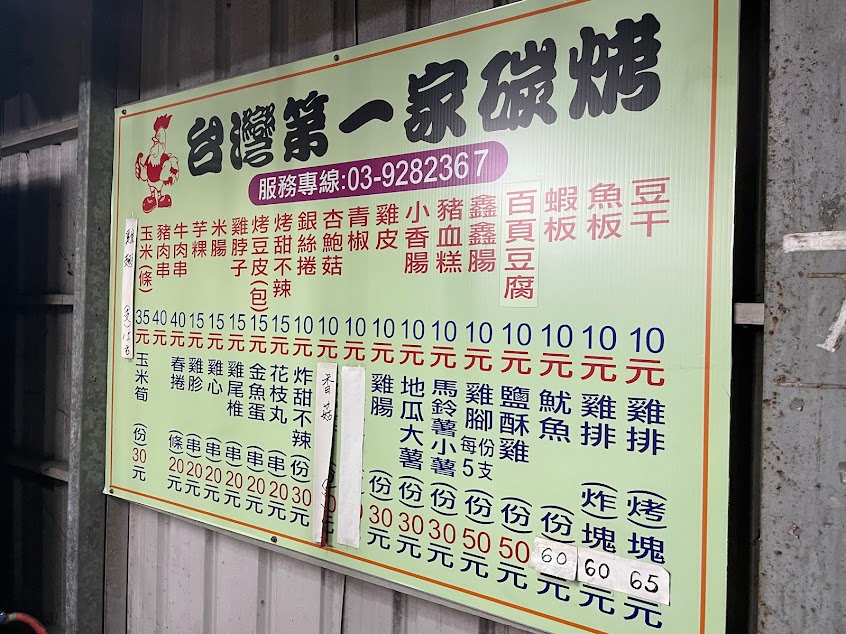 台灣第一家碳烤
服務專線:03-9282367
豆干 10元
魚板 10元
蝦板 10元
百頁豆腐 10元
鑫鑫腸 10元
豬血糕 10元
小香腸 10元
雞皮 10元
青椒 10元
杏鮑菇 10元
銀絲捲 10元
烤甜不辣 15元
烤豆皮(包) 15元
雞脖子 15元
米腸 15元
芋粿 15元
牛肉串 40元
豬肉串 40元
玉米(條) 35元
雞排(烤)塊65元
雞排(炸)塊60元
魷魚(份)60元
鹽酥雞(份)50元
雞腳每份5支(份)50元
馬鈴薯小薯(份)30元
地瓜大薯(份)30元
雞腸(份)30元
香菇
炸甜不辣(份)30元
花枝丸(串)20元
金魚蛋(串)20元
雞尾椎(串)20元
雞心(串)20元
雞胗(串)20元
春捲(條)20元
玉米筍(份)30元